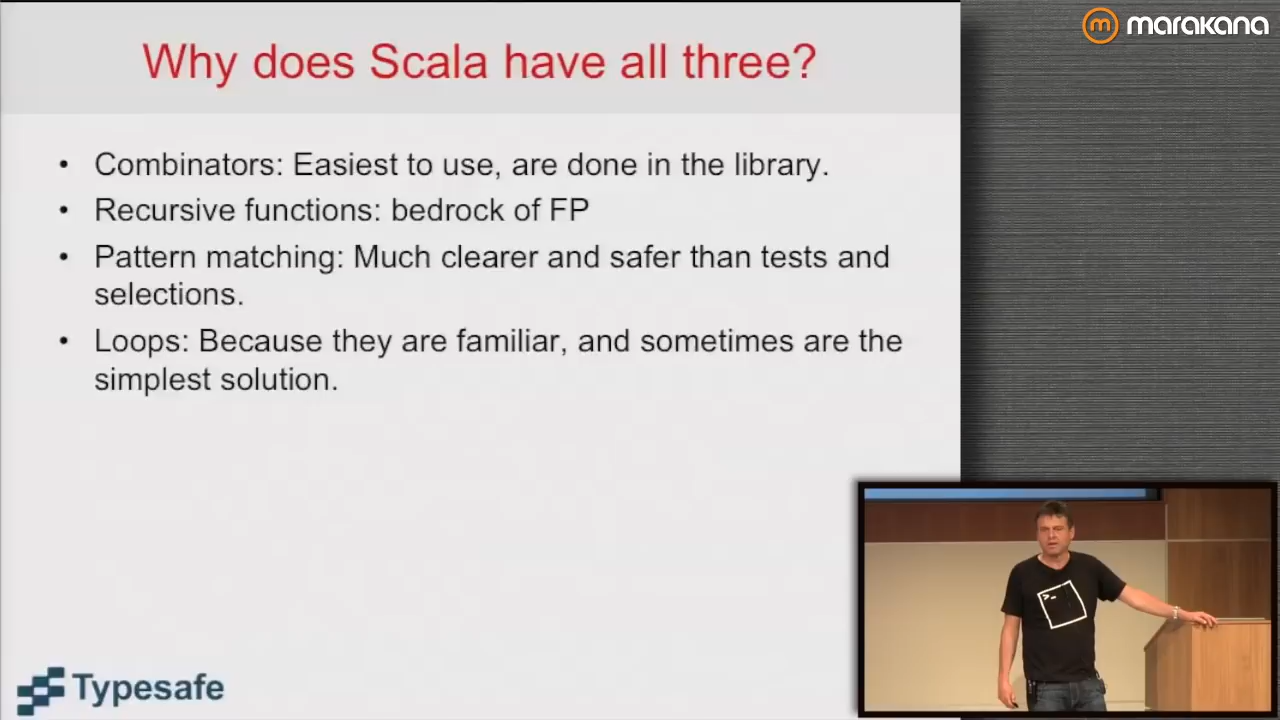 marakana
Why does Scala have all three?
• Combinators: Easiest to use, are done in the library.
• Recursive functions: bedrock of FP
• Pattern matching: Much clearer and safer than tests and
selections.
• Loops: Because they are familiar, and sometimes are the
simplest solution.
>_
Typesafe